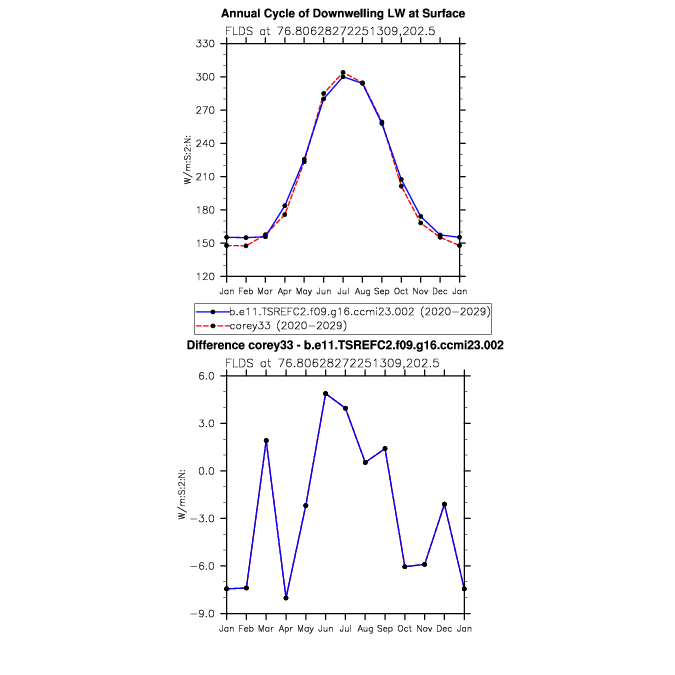 Annual Cycle of Downwelling LW at Surface
FLDS at 76.80628272251309,202.5
330
300
270
240
210
180
150
120
W/m:S:2:N:
Jan Feb Mar Apr May Jun Jul Aug Sep Oct Nov Dec Jan
b.e11.TSREFC2.f09.g16.ccmi23.002 (2020-2029)
corey33 (2020-2029)
Difference corey33 - b.e11.TSREFC2.f09.g16.ccmi23.002
FLDS at 76.80628272251309,202.5
6.0
3.0
0.0
-3.0
-6.0
-9.0
W/m:S:2:N:
Jan Feb Mar Apr May Jun Jul Aug Sep Oct Nov Dec Jan